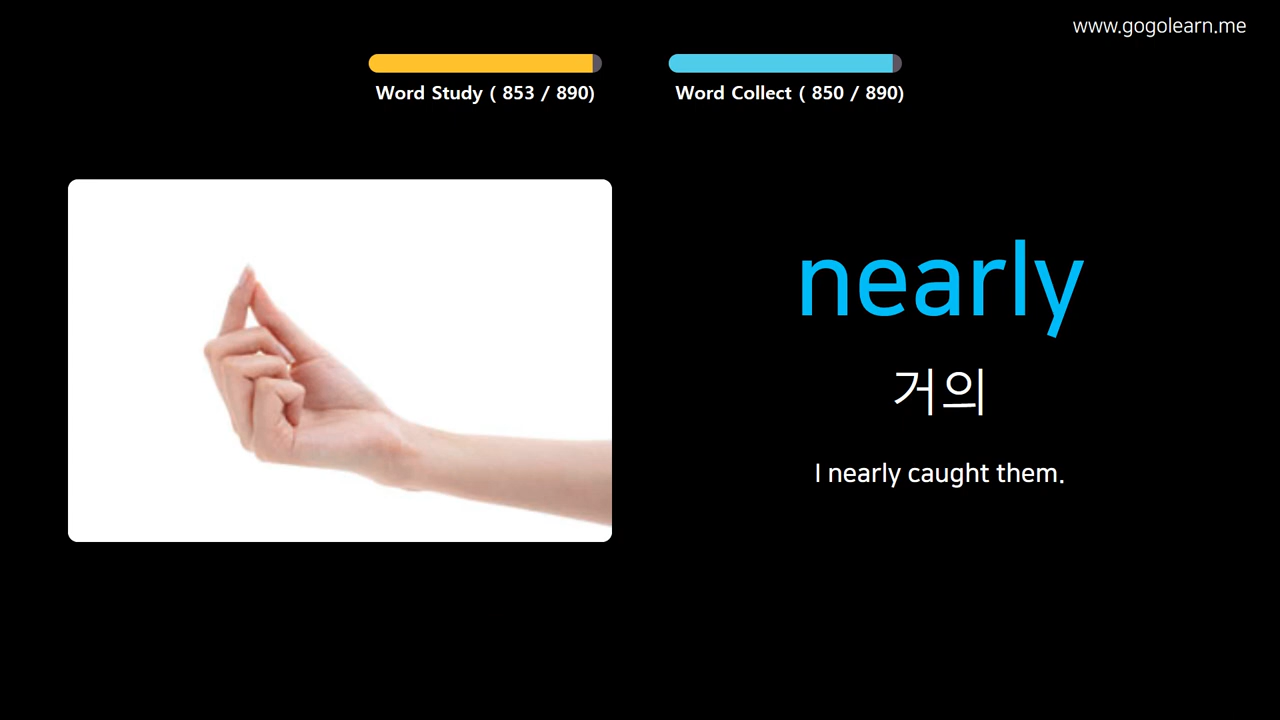 www.gogolearn.me
Word Study ( 853 / 890)
Word Collect ( 850 / 890)
nearly
거의
I nearly caught them.